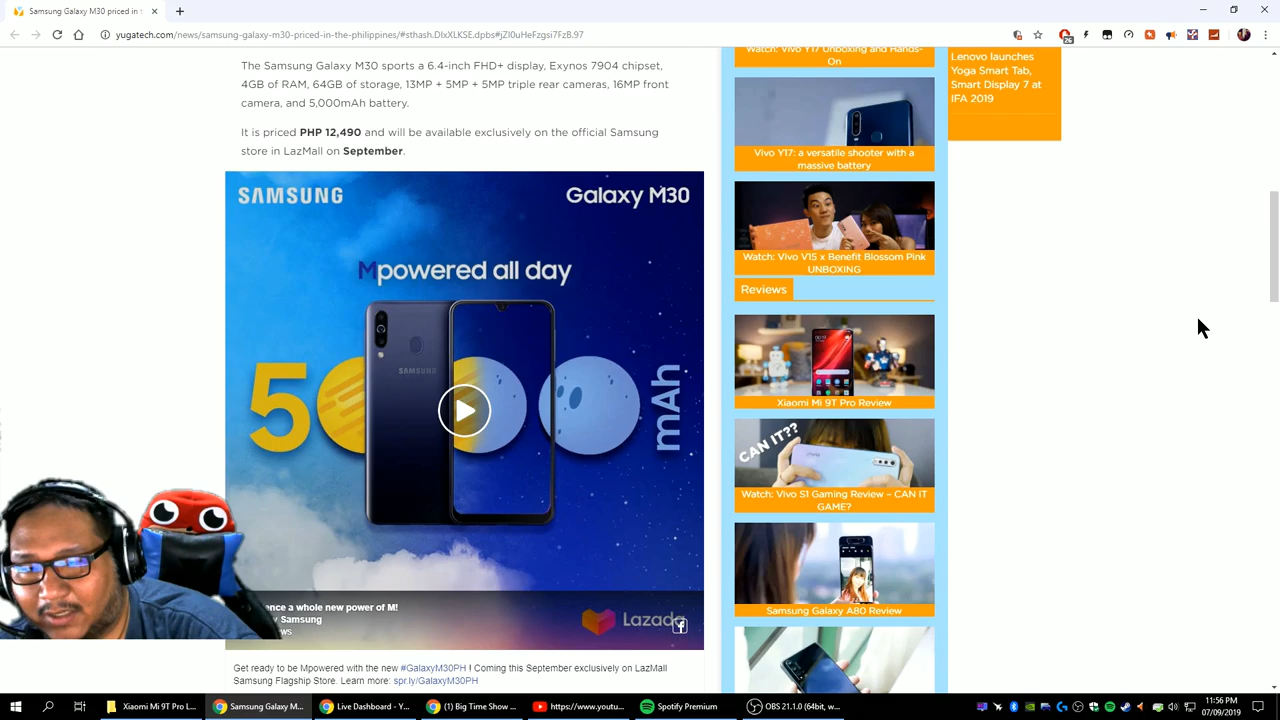 Samsung Galaxy M30 priced in
yugatech.com/news/samsung-galaxy-m30-priced-in-the-philippines/#sthash.DIxXLKSE.dpbs#jZl0uHeFzgsi7FzB.97
26
The Samsung Galaxy M30 sports a 6.4-inch FHD+ display, Exynos 7904 chipset,
4GB of RAM, 64GB of storage, 13MP + 5MP + 5MP triple rear cameras, 16MP front
camera, and 5,000mAh battery.
It is priced PHP 12,490 and will be available exclusively on the official Samsung
store in LazMall on September.
SAMSUNG
Galaxy M30
Mpowered all day
SAMSUNG
5000
mAh
ence a whole new power of M!
y Samsung
ws
Lazada
Get ready to be Mpowered with the new #GalaxyM30PH ! Coming this September exclusively on LazMall
Samsung Flagship Store. Learn more: spr.ly/GalaxyM30PH
Watch: Vivo Y17 Unboxing and Hands-
On
Vivo Y17: a versatile shooter with a
massive battery
Watch: Vivo V15 x Benefit Blossom Pink
UNBOXING
Reviews
Xiaomi Mi 9T Pro Review
CAN IT??
Watch: Vivo S1 Gaming Review – CAN IT
GAME?
Samsung Galaxy A80 Review
Lenovo launches
Yoga Smart Tab,
Smart Display 7 at
IFA 2019
Xiaomi Mi 9T Pro L...
Samsung Galaxy M...
Live Dashboard - Y...
(1) Big Time Show ...
https://www.youtu...
Spotify Premium
OBS 21.1.0 (64bit, w...
11:56 PM
07/09/2019